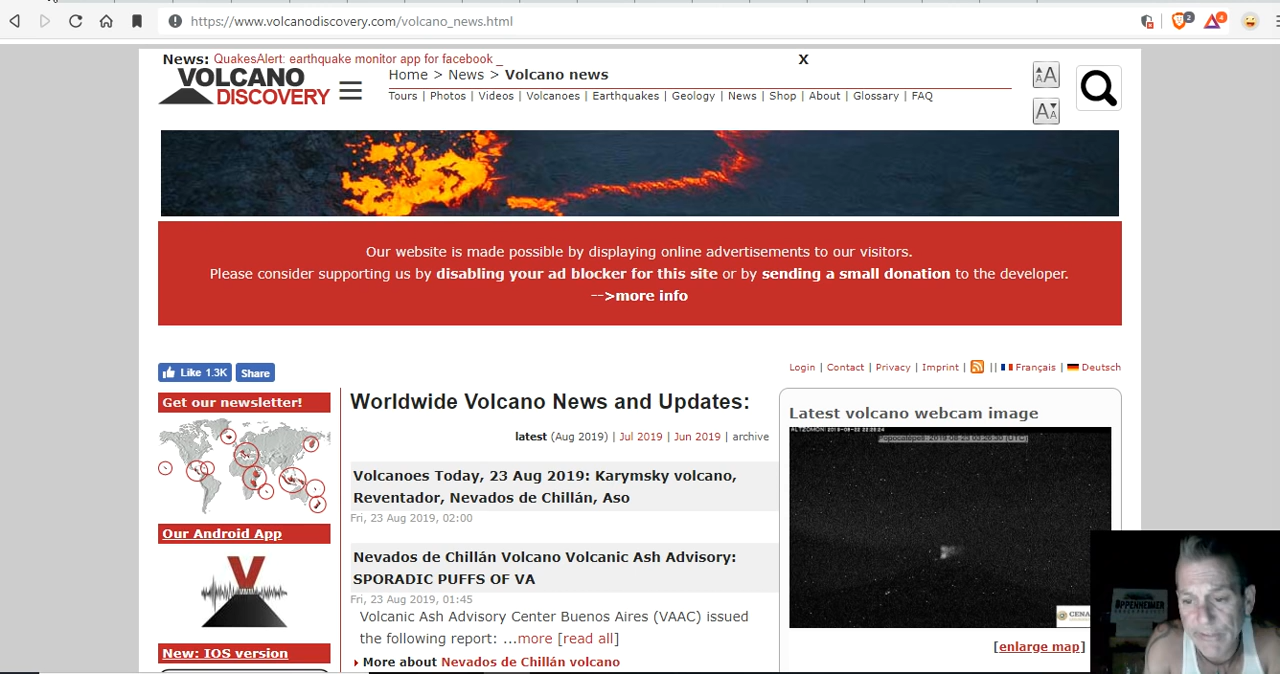 https://www.volcanodiscovery.com/volcano_news.html
2
4
News: QuakesAlert: earthquake monitor app for facebook _
X
VOLCANO
DISCOVERY
Home > News > Volcano news
Tours | Photos | Videos | Volcanoes | Earthquakes | Geology | News | Shop | About | Glossary | FAQ
AA
AA
Our website is made possible by displaying online advertisements to our visitors.
Please consider supporting us by disabling your ad blocker for this site or by sending a small donation to the developer.
-->more info
Like 1.3K
Share
Login | Contact | Privacy | Imprint | || Français | Deutsch
Get our newsletter!
Our Android App
New: IOS version
Worldwide Volcano News and Updates:
latest (Aug 2019) | Jul 2019 | Jun 2019 | archive
Volcanoes Today, 23 Aug 2019: Karymsky volcano,
Reventador, Nevados de Chillán, Aso
Fri, 23 Aug 2019, 02:00
Nevados de Chillán Volcano Volcanic Ash Advisory:
SPORADIC PUFFS OF VA
Fri, 23 Aug 2019, 01:45
Volcanic Ash Advisory Center Buenos Aires (VAAC) issued
the following report: ...more [read all]
More about Nevados de Chillán volcano
Latest volcano webcam image
ALTZOMONI
CENA
[enlarge map]
OPPENHEIMER